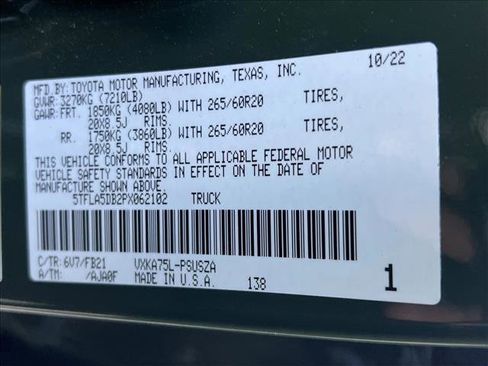 MFD.BY: TOYOTA MOTOR MANUFACTURING, TEXAS, INC. 10/22
GVWR: 3270KG (7210LB)
GAWR: FRT. 1850KG (4080LB) WITH 265/60R20 TIRES,
20X8.5J RIMS.
RR. 1750KG (3860LB) WITH 265/60R20 TIRES,
20X8.5J RIMS.
THIS VEHICLE CONFORMS TO ALL APPLICABLE FEDERAL MOTOR
VEHICLE SAFETY STANDARDS IN EFFECT ON THE DATE OF
MANUFACTURE SHOWN ABOVE.
5TFLA5DB2PX062102 TRUCK
C/TR: 6V7/FB21 VXKA75L-PSUSZA
A/TM: /AJA0F MADE IN U.S.A. 138 1